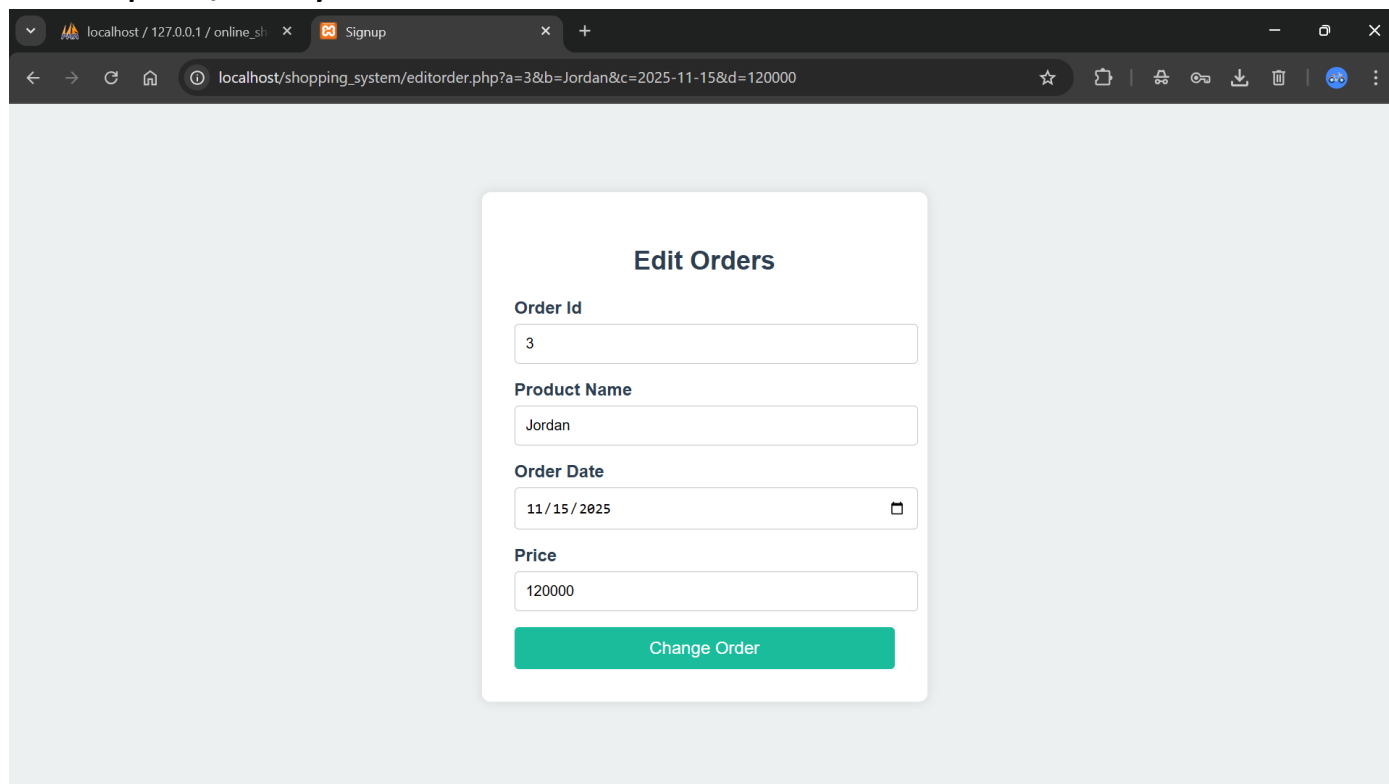 localhost / 127.0.0.1 / online_sh
Signup
localhost/shopping_system/editorder.php?a=3&b=Jordan&c=2025-11-15&d=120000
Edit Orders
Order Id
3
Product Name
Jordan
Order Date
11/15/2025
Price
120000
Change Order